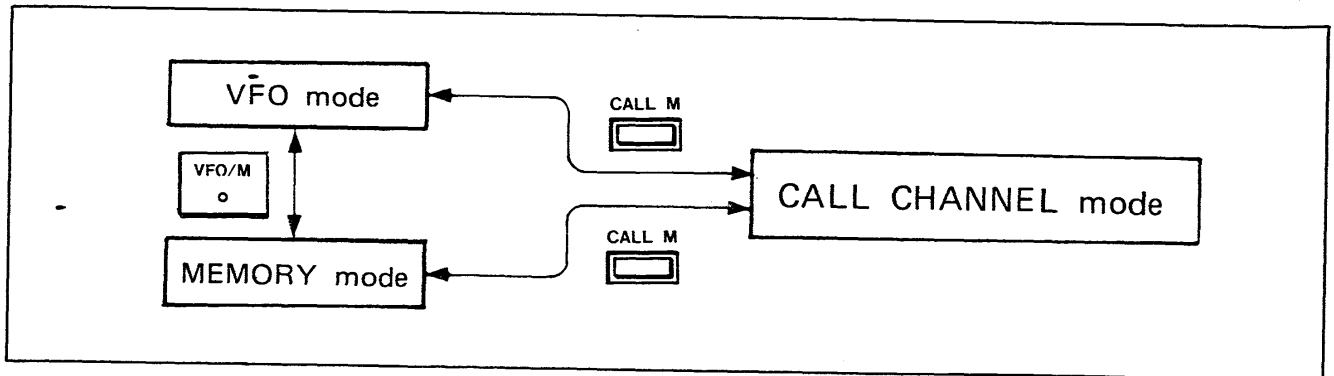 VFO mode
CALL M
VFO/M
CALL CHANNEL mode
CALL M
MEMORY mode